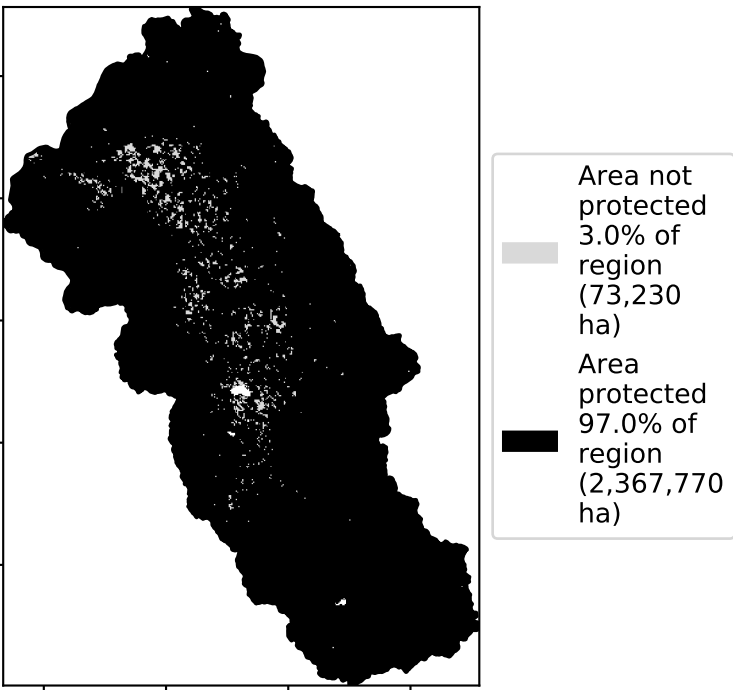 Area not
protected
3.0% of
region
(73,230
ha)
Area
protected
97.0% of
region
(2,367,770
ha)